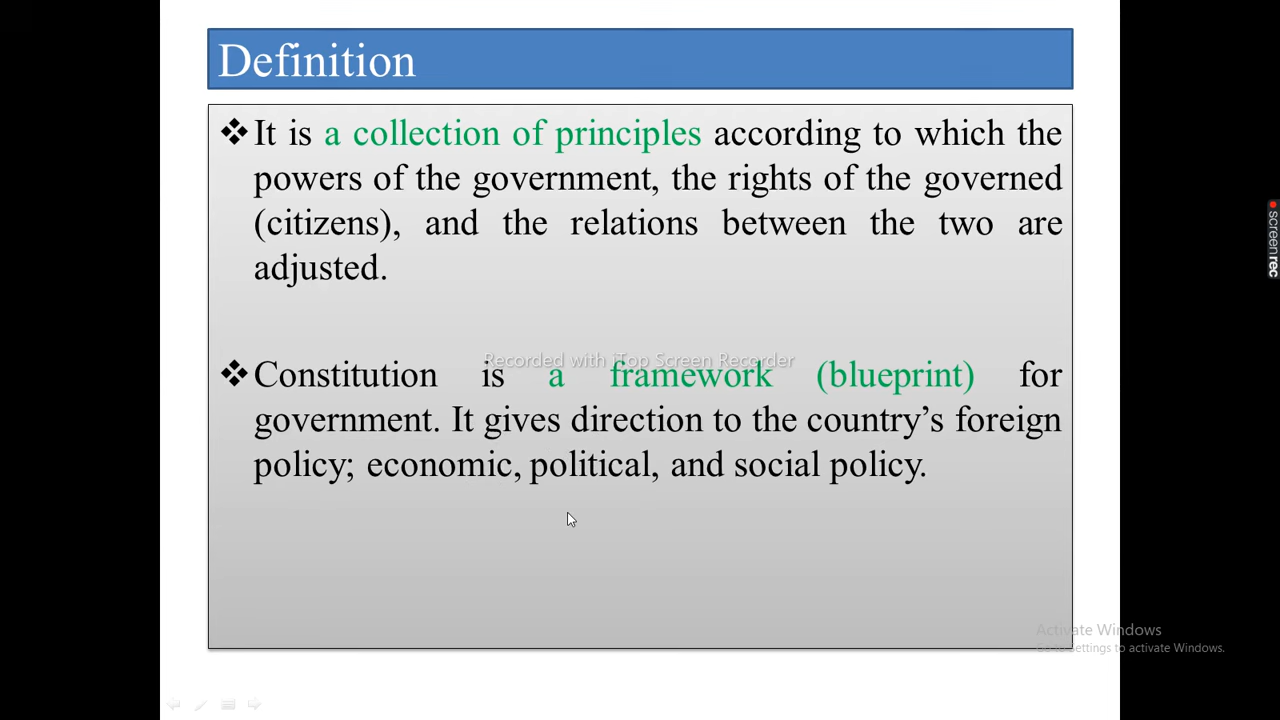 Definition
❖It is a collection of principles according to which the
powers of the government, the rights of the governed
(citizens), and the relations between the two are
adjusted.
Recorded with iTop Screen Recorder
❖Constitution is a framework (blueprint) for
government. It gives direction to the country’s foreign
policy; economic, political, and social policy.
Activate Windows
Go to Settings to activate Windows.
screenrec